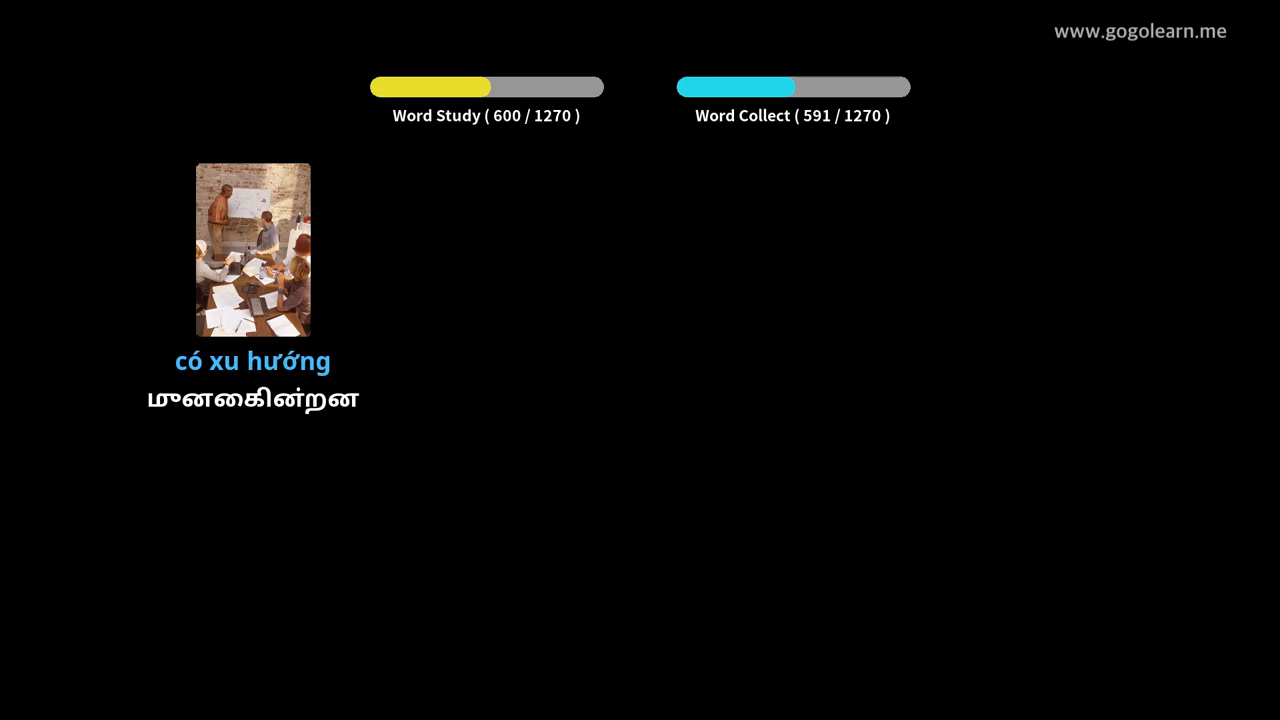 www.gogolearn.me
Word Study ( 600 / 1270 )
Word Collect ( 591 / 1270 )
có xu hướng
முனைகின்றன